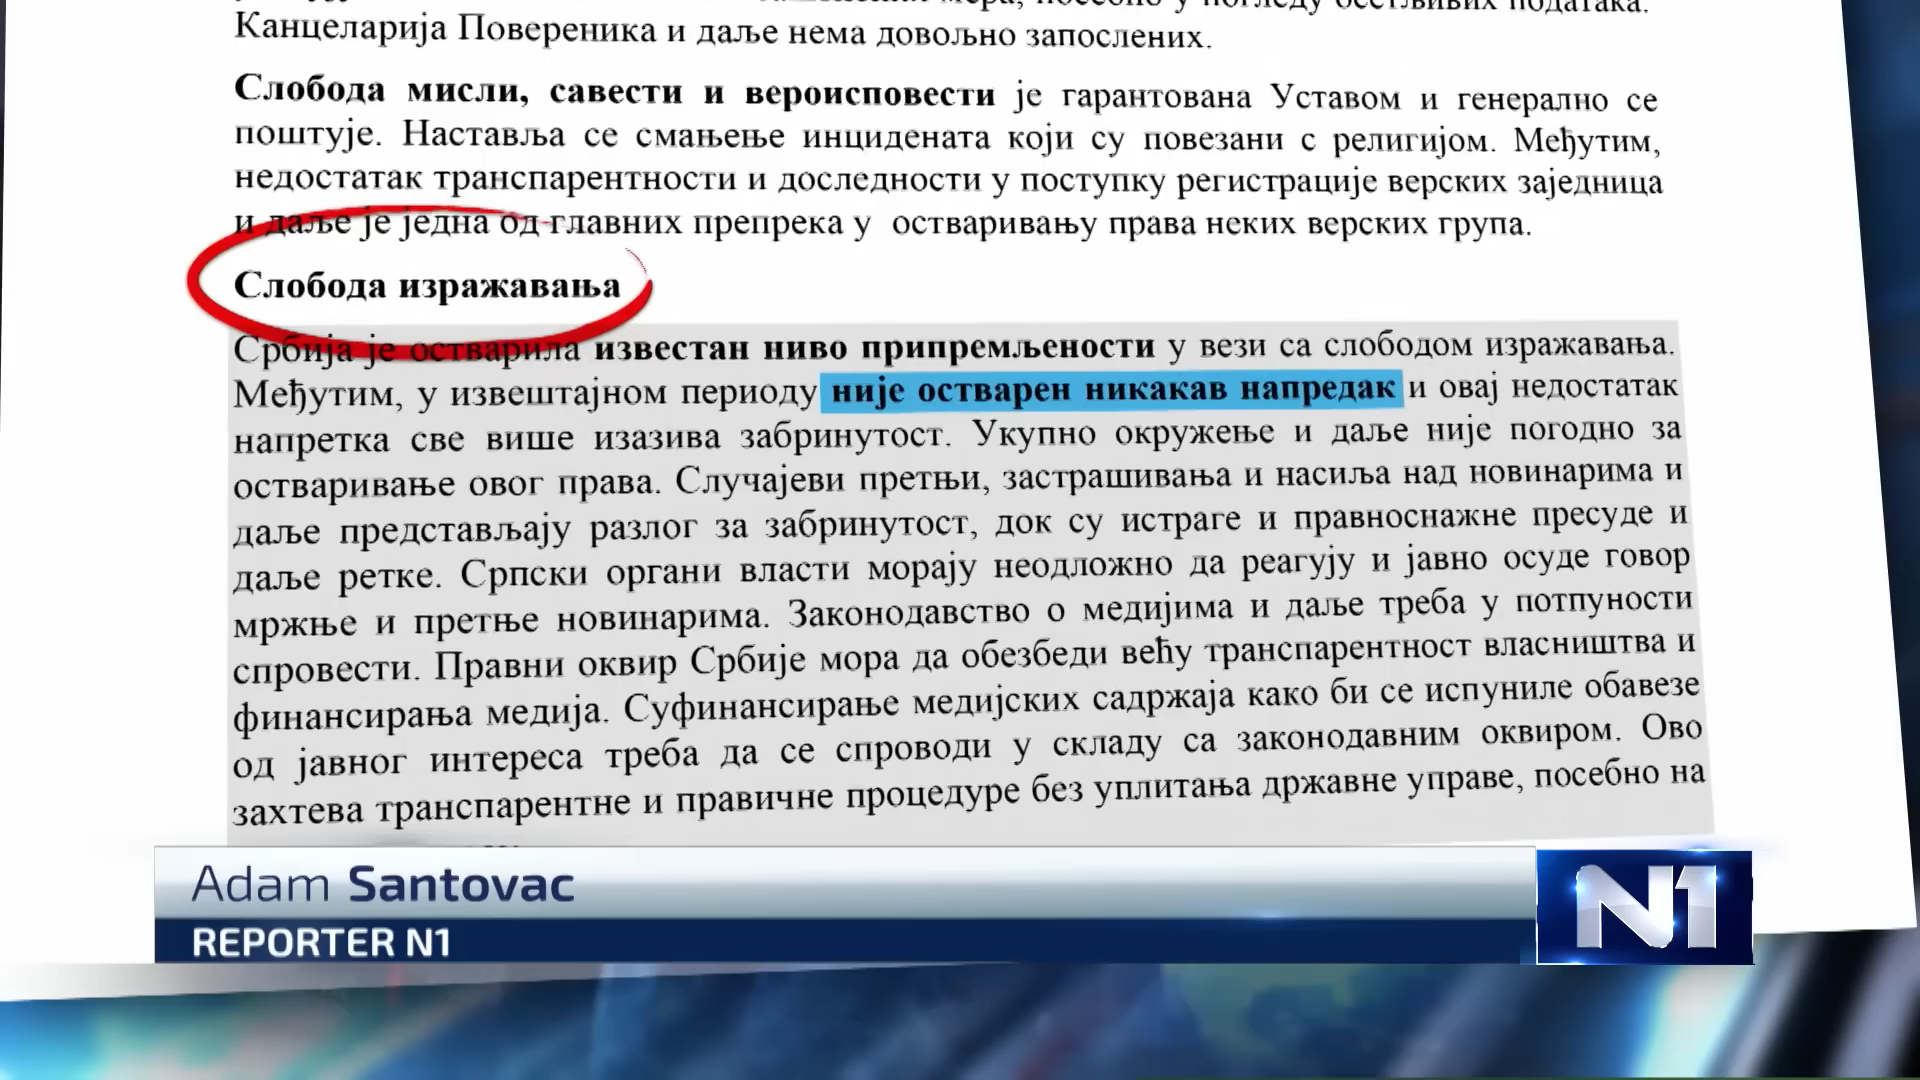 мера, посебно у погледу осетљивих података.
Канцеларија Повереника и даље нема довољно запослених.
Слобода мисли, савести и вероисповести је гарантована Уставом и генерално се
поштује. Наставља се смањење инцидената који су повезани с религијом. Међутим,
недостатак транспарентности и доследности у поступку регистрације верских заједница
и даље је једна од главних препрека у остваривању права неких верских група.
Слобода изражавања
Србија је остварила известан ниво припремљености у вези са слободом изражавања.
Међутим, у извештајном периоду није остварен никакав напредак и овај недостатак
напретка све више изазива забринутост. Укупно окружење и даље није погодно за
остваривање овог права. Случајеви претњи, застрашивања и насиља над новинарима и
даље представљају разлог за забринутост, док су истраге и правноснажне пресуде и
даље ретке. Српски органи власти морају неодложно да реагују и јавно осуде говор
мржње и претње новинарима. Законодавство о медијима и даље треба у потпуности
спровести. Правни оквир Србије мора да обезбеди већу транспарентност власништва и
финансирања медија. Суфинансирање медијских садржаја како би се испуниле обавезе
од јавног интереса треба да се спроводи у складу са законодавним оквиром. Ово
захтева транспарентне и правичне процедуре без уплитања државне управе, посебно на
Adam Santovac
REPORTER N1
N1